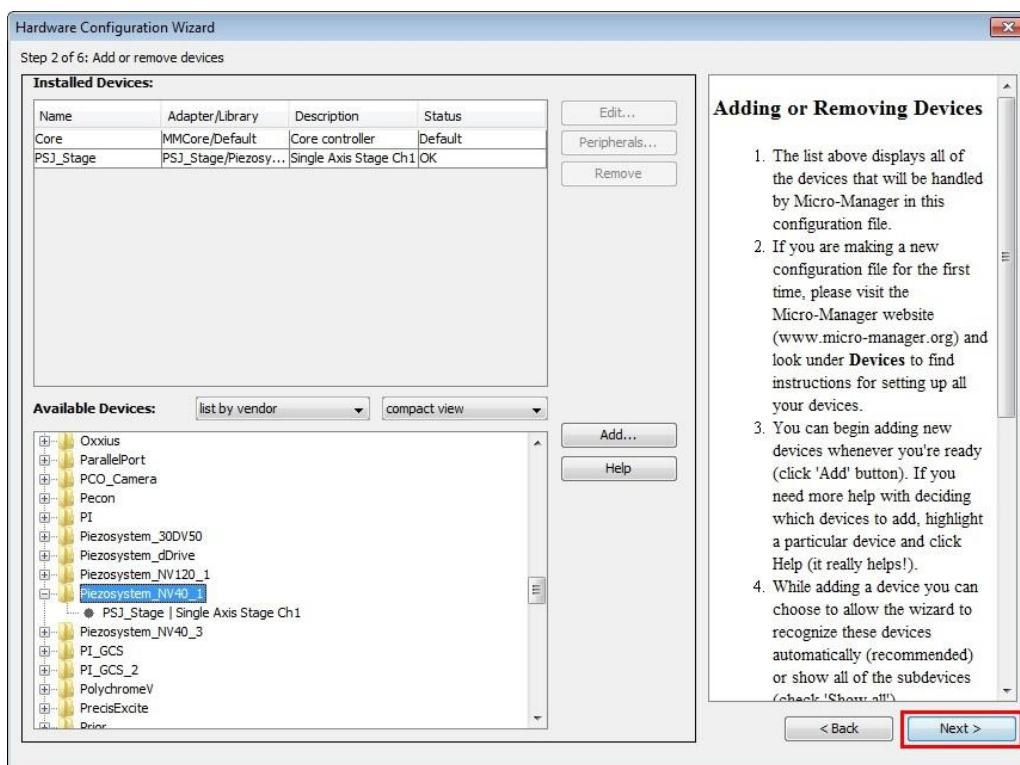 Hardware Configuration Wizard
Step 2 of 6: Add or remove devices
Installed Devices:
Name Adapter/Library Description Status
Core MMCore/Default Core controller Default
PSJ_Stage PSJ_Stage/Piezosy... Single Axis Stage Ch1 OK
Edit...
Peripherals...
Remove
Available Devices: list by vendor compact view
Oxxius
ParallelPort
PCO_Camera
Pecon
PI
Piezosystem_30DV50
Piezosystem_dDrive
Piezosystem_NV120_1
Piezosystem_NV40_1
PSJ_Stage | Single Axis Stage Ch1
Piezosystem_NV40_3
PI_GCS
PI_GCS_2
PolychromeV
PrecisExcite
Prior
Add...
Help
Adding or Removing Devices
1. The list above displays all of
the devices that will be handled
by Micro-Manager in this
configuration file.
2. If you are making a new
configuration file for the first
time, please visit the
Micro-Manager website
(www.micro-manager.org) and
look under Devices to find
instructions for setting up all
your devices.
3. You can begin adding new
devices whenever you're ready
(click 'Add' button). If you
need more help with deciding
which devices to add, highlight
a particular device and click
Help (it really helps!).
4. While adding a device you can
choose to allow the wizard to
recognize these devices
automatically (recommended)
or show all of the subdevices
(check 'Show all')
< Back
Next >